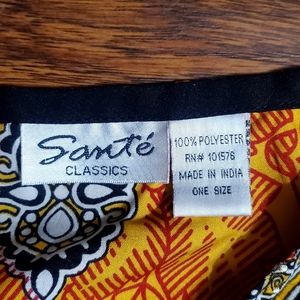 Santé
CLASSICS
100% POLYESTER
RN# 101576
MADE IN INDIA
ONE SIZE